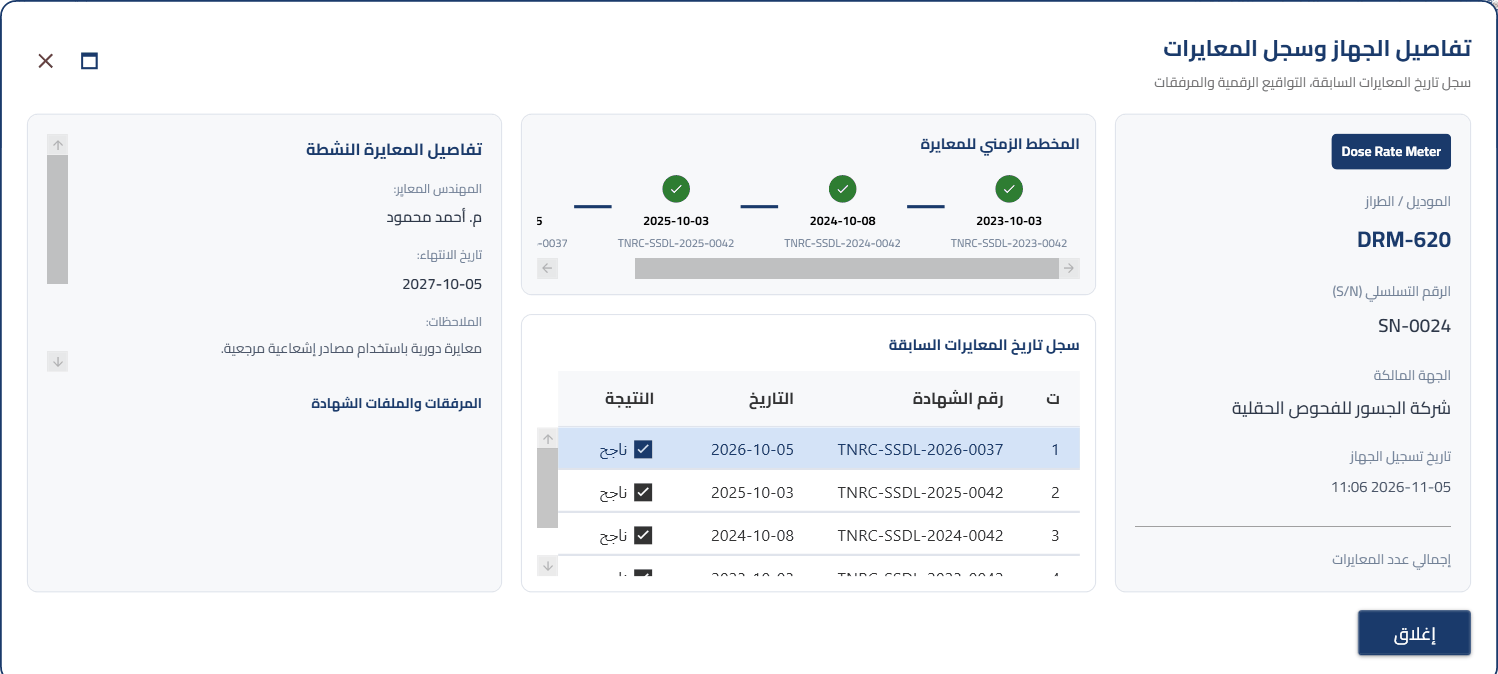 تفاصيل الجهاز وسجل المعايرات
سجل تاريخ المعايرات السابقة، التواقيع الرقمية والمرفقات
Dose Rate Meter
الموديل / الطراز
DRM-620
الرقم التسلسلي (S/N)
SN-0024
الجهة المالكة
شركة الجسور للفحوص الحقلية
تاريخ تسجيل الجهاز
11:06 2026-11-05
إجمالي عدد المعايرات
المخطط الزمني للمعايرة
2023-10-03 2024-10-08 2025-10-03 5
TNRC-SSDL-2023-0042 TNRC-SSDL-2024-0042 TNRC-SSDL-2025-0042 -0037
سجل تاريخ المعايرات السابقة
ت رقم الشهادة التاريخ النتيجة
1 TNRC-SSDL-2026-0037 2026-10-05 ناجح
2 TNRC-SSDL-2025-0042 2025-10-03 ناجح
3 TNRC-SSDL-2024-0042 2024-10-08 ناجح
تفاصيل المعايرة النشطة
المهندس المعاير:
م. أحمد محمود
تاريخ الانتهاء:
2027-10-05
الملاحظات:
معايرة دورية باستخدام مصادر إشعاعية مرجعية.
المرفقات والملفات الشهادة
إغلاق